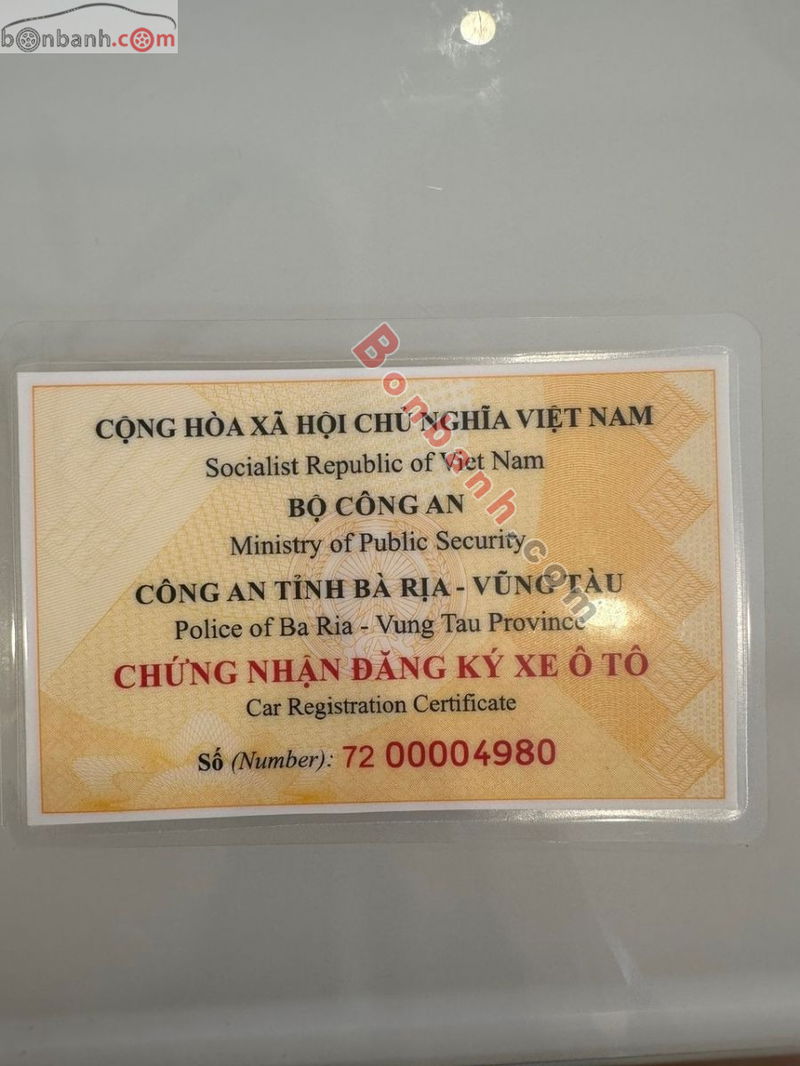 bonbanh.com
CỘNG HÒA XÃ HỘI CHỦ NGHĨA VIỆT NAM
Socialist Republic of Viet Nam
BỘ CÔNG AN
Ministry of Public Security
CÔNG AN TỈNH BÀ RỊA - VŨNG TÀU
Police of Ba Ria - Vung Tau Province
CHỨNG NHẬN ĐĂNG KÝ XE Ô TÔ
Car Registration Certificate
Số (Number): 72 00004980
Bonbanh.com